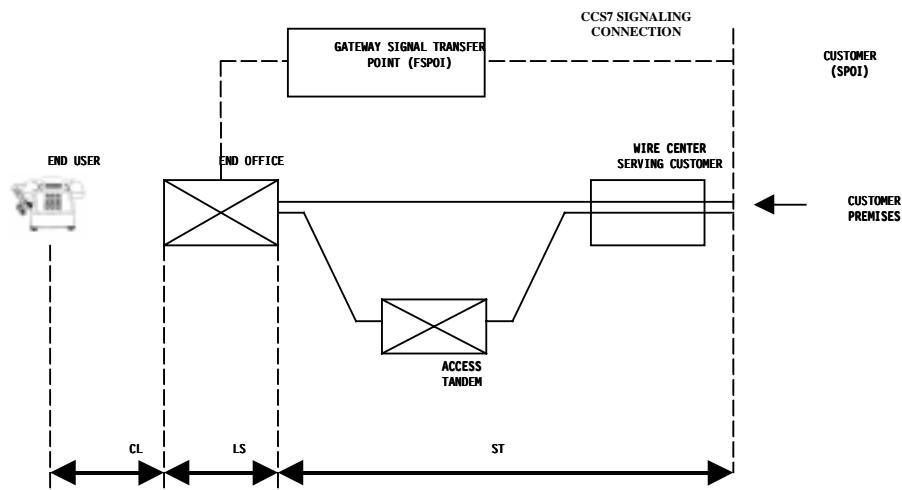 CCS7 SIGNALING
CONNECTION
GATEWAY SIGNAL TRANSFER
POINT (FSPOI)
CUSTOMER
(SPOI)
END USER
END OFFICE
WIRE CENTER
SERVING CUSTOMER
CUSTOMER
PREMISES
ACCESS
TANDEM
CL
LS
ST